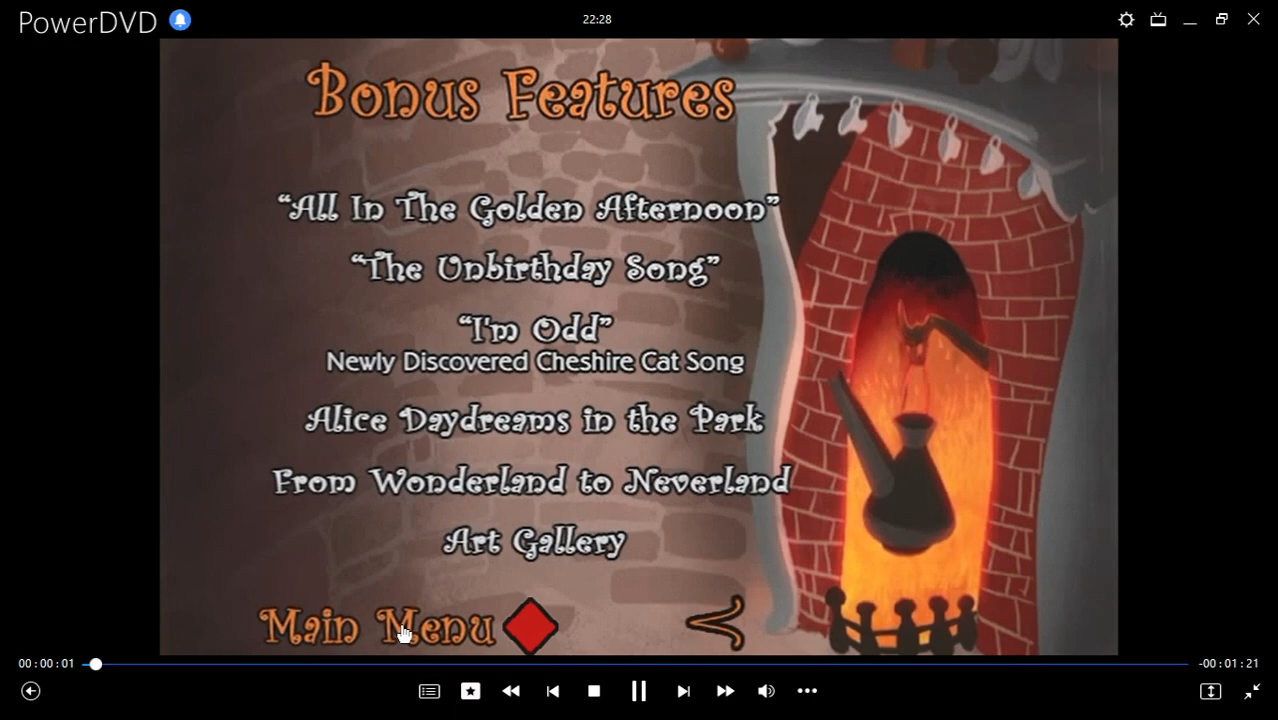 PowerDVD
22:28
Bonus Features
“All In The Golden Afternoon”
“The Unbirthday Song”
“I'm Odd”
Newly Discovered Cheshire Cat Song
Alice Daydreams in the Park
From Wonderland to Neverland
Art Gallery
Main Menu
00:00:01
-00:01:21